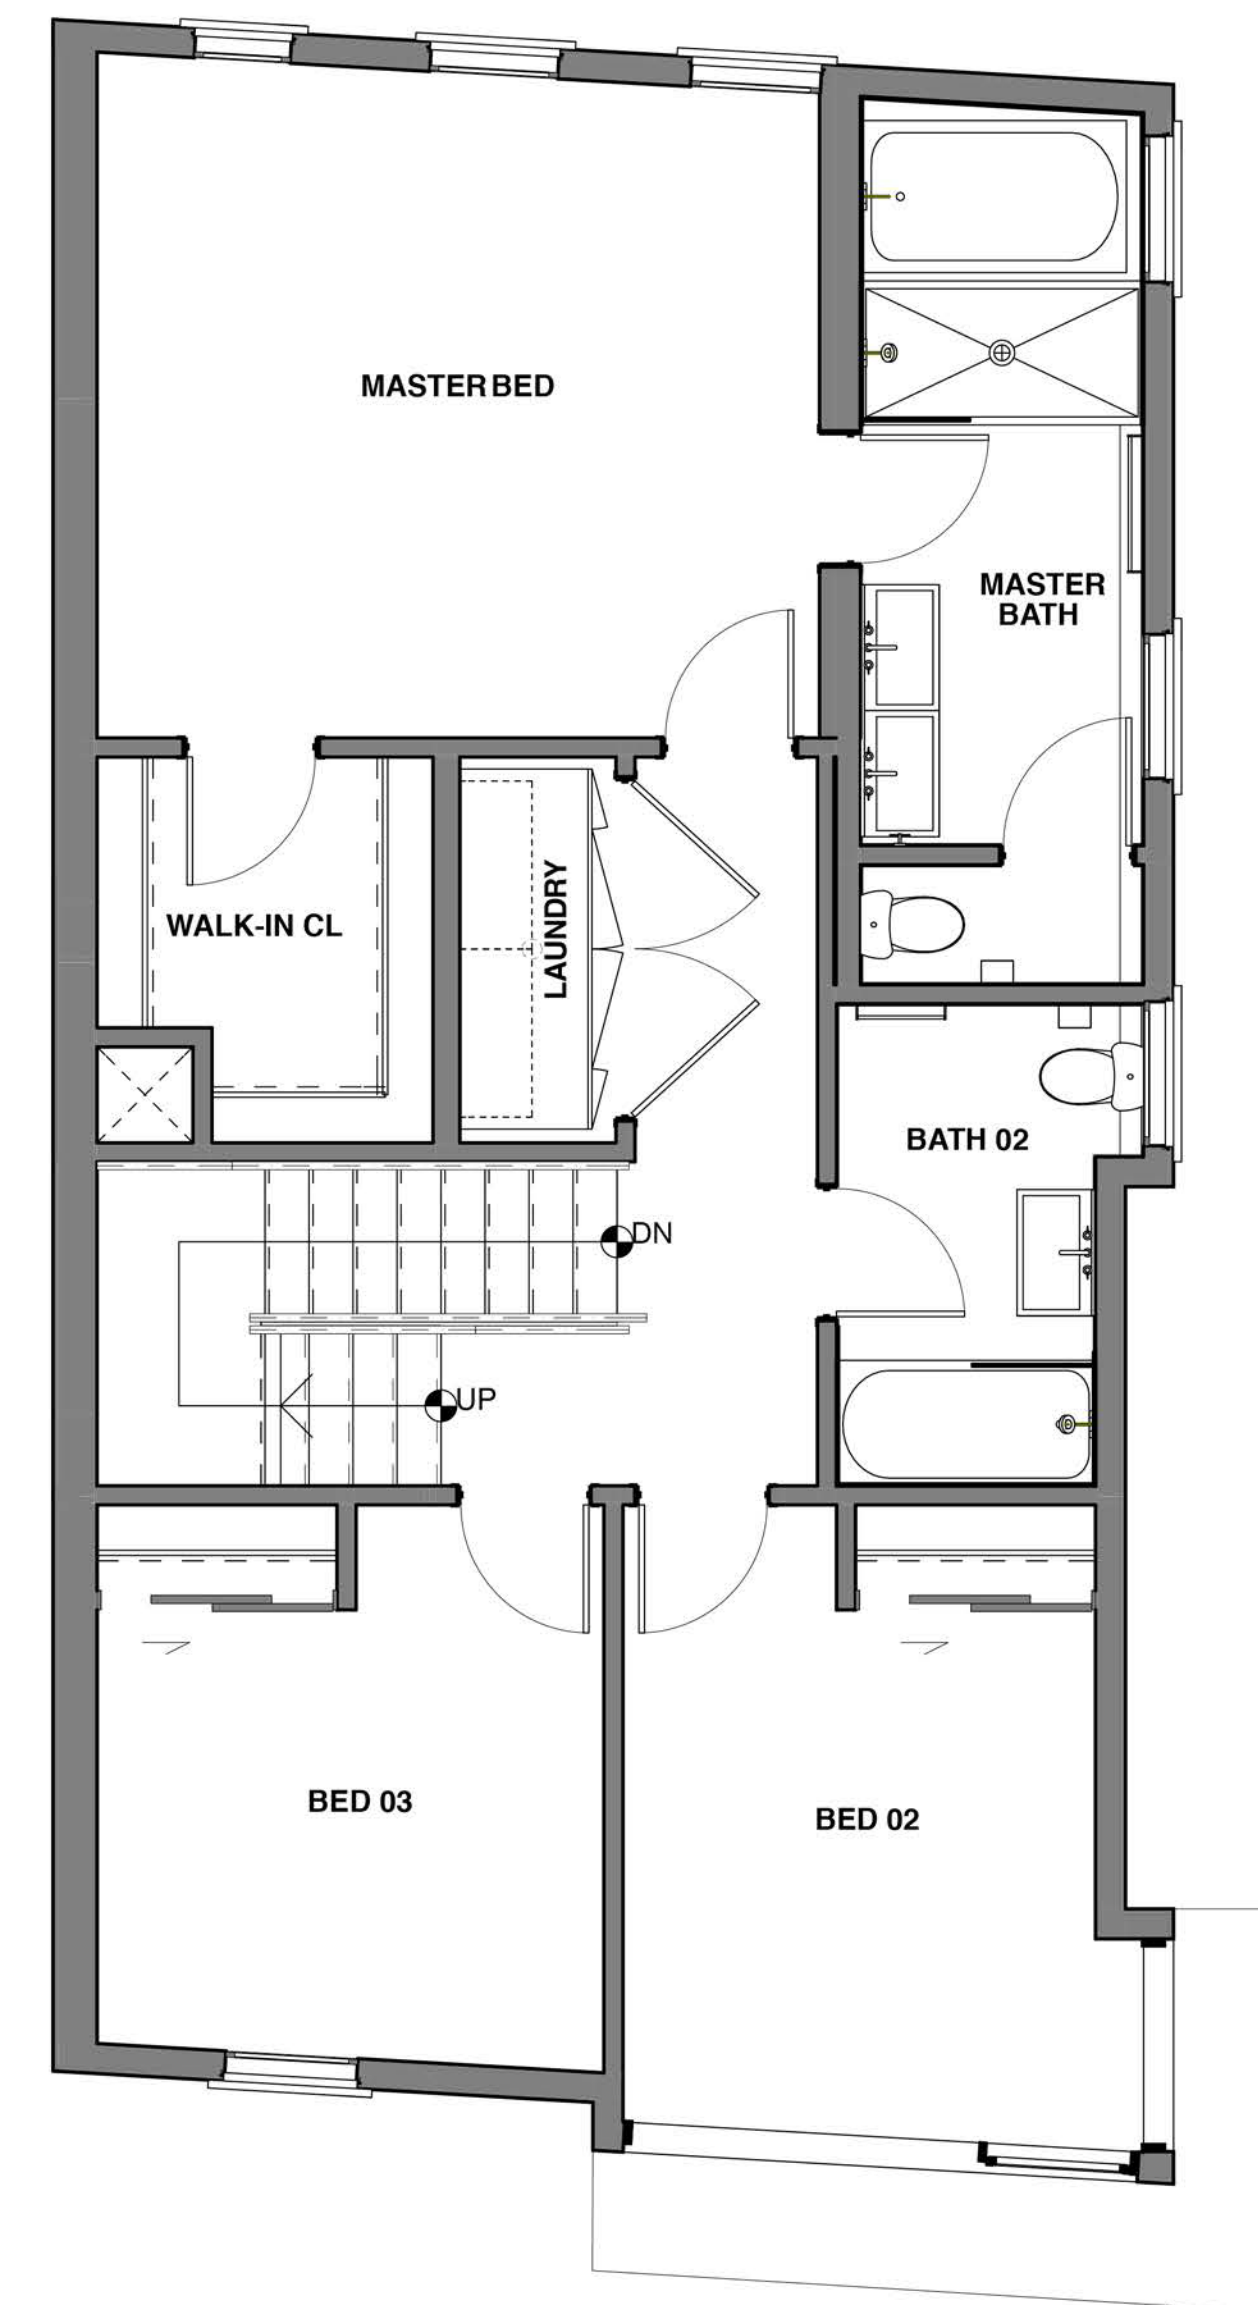 MASTER BED
MASTER
BATH
WALK-IN CL
LAUNDRY
BATH 02
DN
UP
BED 03
BED 02